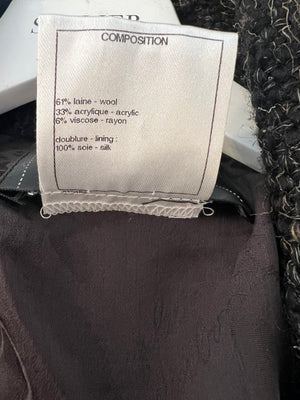 COMPOSITION
61% laine - wool
33% acrylique - acrylic
6% viscose - rayon
doublure - lining :
100% soie - silk